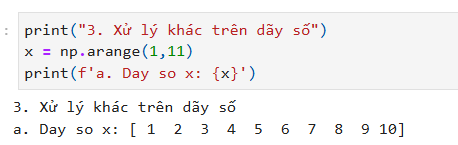 : print("3. Xử lý khác trên dãy số")
x = np.arange(1,11)
print(f'a. Day so x: {x}')
3. Xử lý khác trên dãy số
a. Day so x: [ 1  2  3  4  5  6  7  8  9 10]